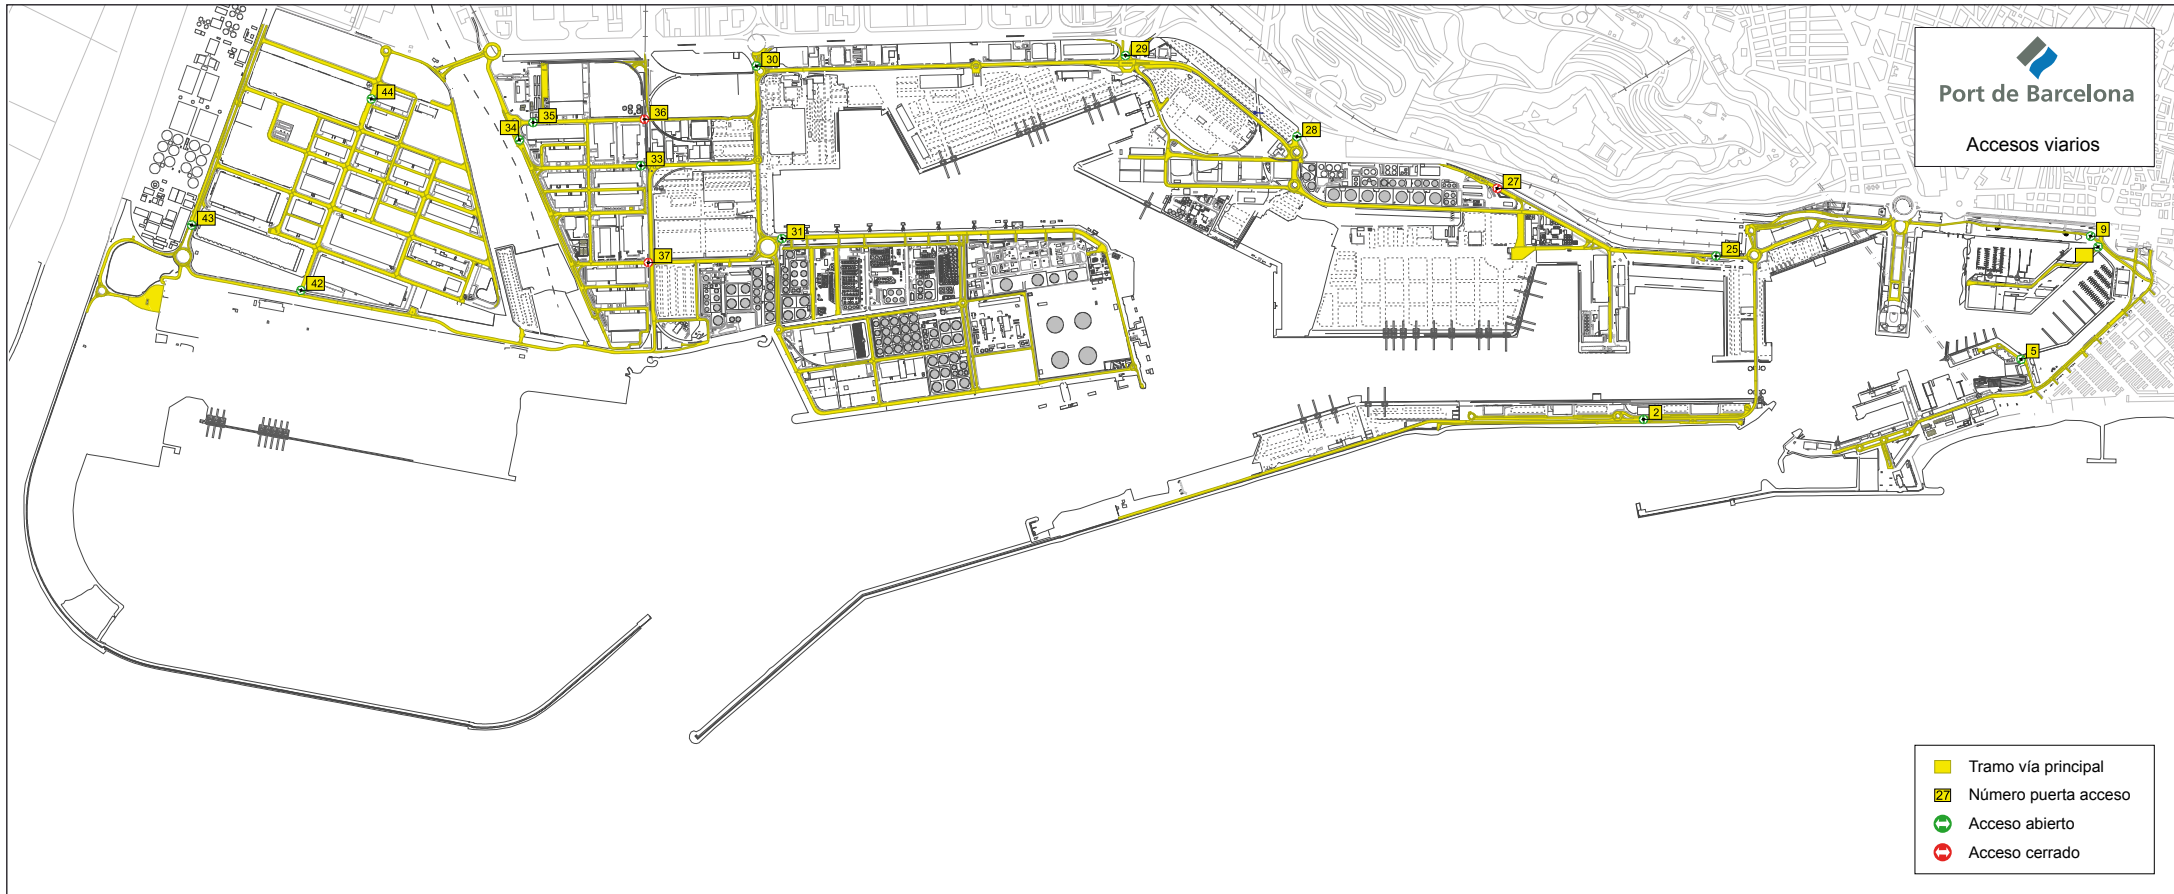 Port de Barcelona
Accesos viarios
29
30
44
36
35
34
28
33
27
43
31
9
25
37
42
5
2
Tramo vía principal
27 Número puerta acceso
Acceso abierto
Acceso cerrado